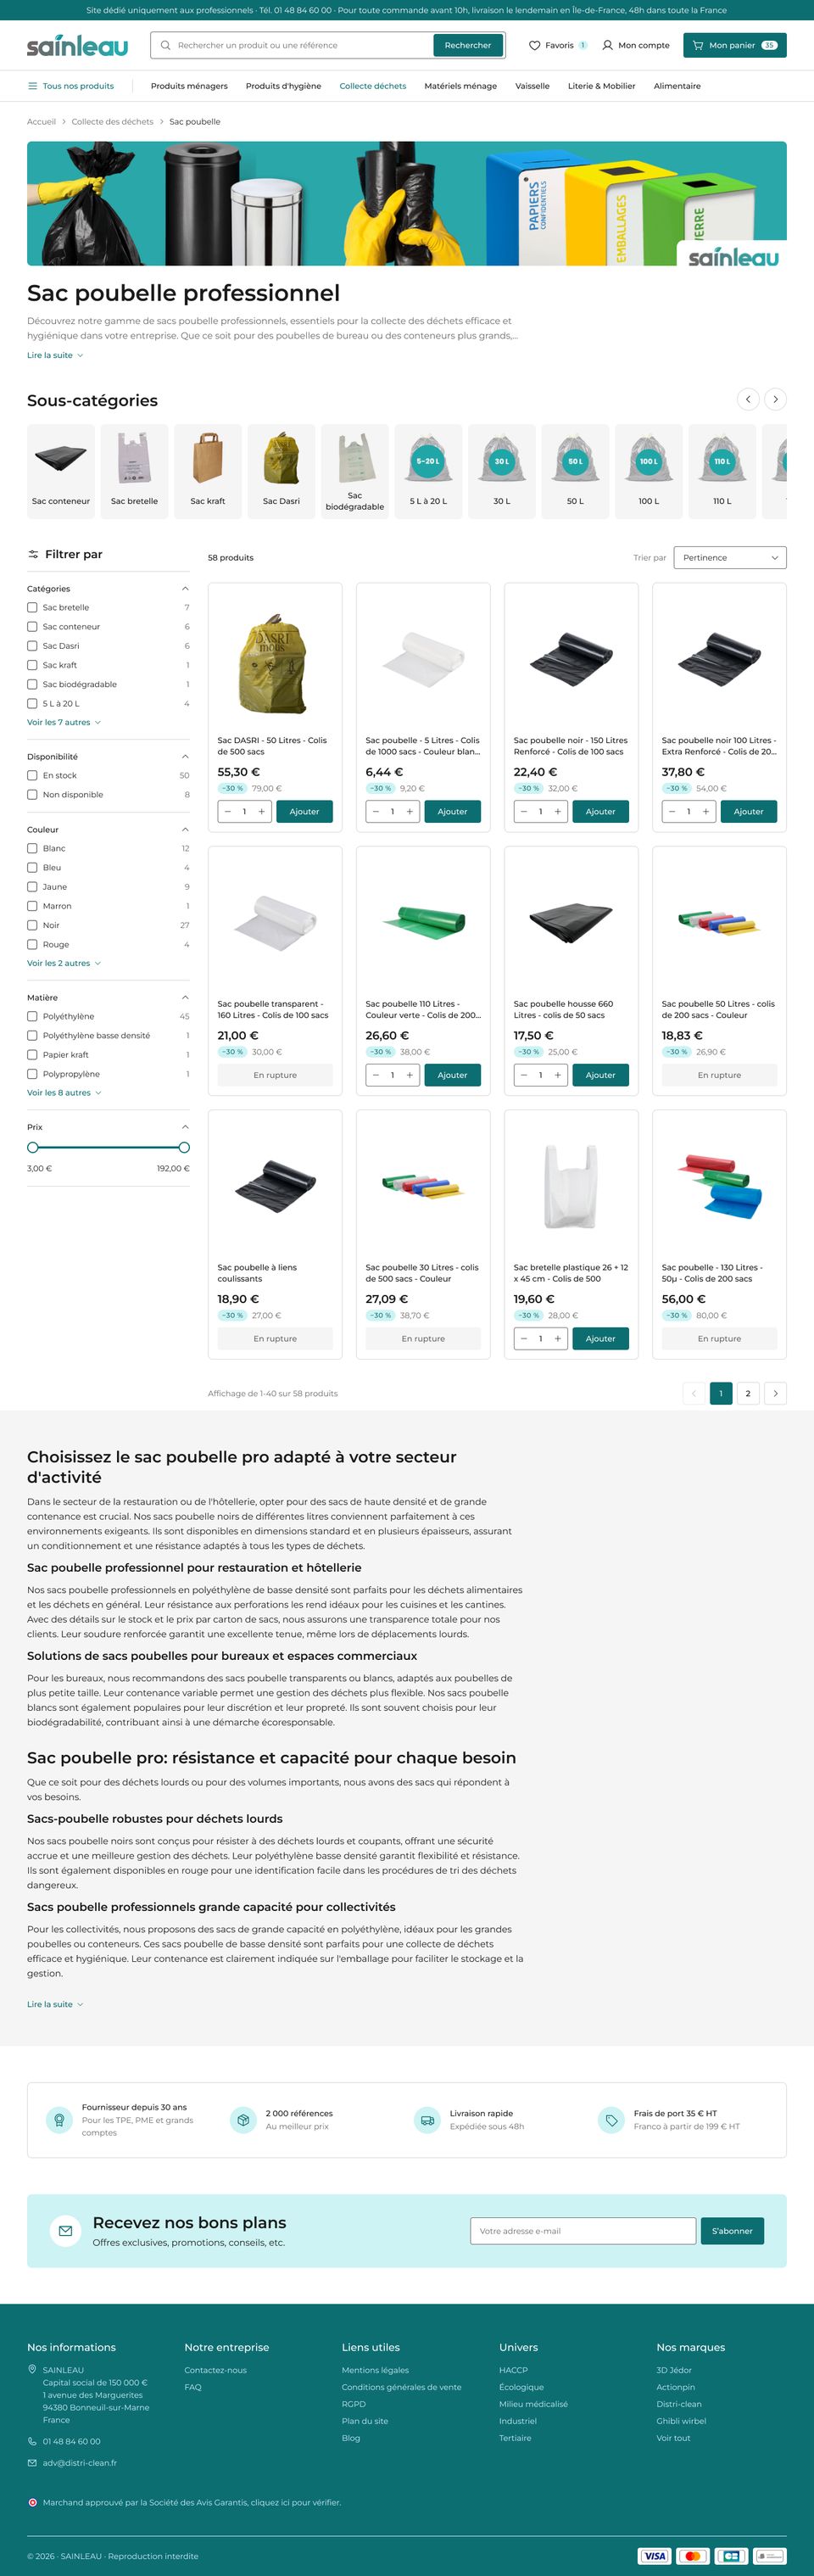 Site dédié uniquement aux professionnels · Tél. 01 48 84 60 00 · Pour toute commande avant 10h, livraison le lendemain en Île-de-France, 48h dans toute la France
sainleau
Rechercher un produit ou une référence
Rechercher
Favoris 1
Mon compte
Mon panier 35
Tous nos produits
Produits ménagers
Produits d'hygiène
Collecte déchets
Matériels ménage
Vaisselle
Literie & Mobilier
Alimentaire
Accueil > Collecte des déchets > Sac poubelle
PAPIERS
CONFIDENTIELS
EMBALLAGES
VERRE
sainleau
Sac poubelle professionnel
Découvrez notre gamme de sacs poubelle professionnels, essentiels pour la collecte des déchets efficace et
hygiénique dans votre entreprise. Que ce soit pour des poubelles de bureau ou des conteneurs plus grands,...
Lire la suite
Sous-catégories
5-20 L
30 L
50 L
100 L
110 L
Sac conteneur
Sac bretelle
Sac kraft
Sac Dasri
Sac
biodégradable
5 L à 20 L
30 L
50 L
100 L
110 L
Filtrer par
Catégories
Sac bretelle 7
Sac conteneur 6
Sac Dasri 6
Sac kraft 1
Sac biodégradable 1
5 L à 20 L 4
Voir les 7 autres
Disponibilité
En stock 50
Non disponible 8
Couleur
Blanc 12
Bleu 4
Jaune 9
Marron 1
Noir 27
Rouge 4
Voir les 2 autres
Matière
Polyéthylène 45
Polyéthylène basse densité 1
Papier kraft 1
Polypropylène 1
Voir les 8 autres
Prix
3,00 € 192,00 €
58 produits
Trier par
Pertinence
DASRI
mous
Sac DASRI - 50 Litres - Colis
de 500 sacs
55,30 €
-30 % 79,00 €
− 1 + Ajouter
Sac poubelle - 5 Litres - Colis
de 1000 sacs - Couleur blan...
6,44 €
-30 % 9,20 €
− 1 + Ajouter
Sac poubelle noir - 150 Litres
Renforcé - Colis de 100 sacs
22,40 €
-30 % 32,00 €
− 1 + Ajouter
Sac poubelle noir 100 Litres -
Extra Renforcé - Colis de 20...
37,80 €
-30 % 54,00 €
− 1 + Ajouter
Sac poubelle transparent -
160 Litres - Colis de 100 sacs
21,00 €
-30 % 30,00 €
En rupture
Sac poubelle 110 Litres -
Couleur verte - Colis de 200...
26,60 €
-30 % 38,00 €
− 1 + Ajouter
Sac poubelle housse 660
Litres - colis de 50 sacs
17,50 €
-30 % 25,00 €
− 1 + Ajouter
Sac poubelle 50 Litres - colis
de 200 sacs - Couleur
18,83 €
-30 % 26,90 €
En rupture
Sac poubelle à liens
coulissants
18,90 €
-30 % 27,00 €
En rupture
Sac poubelle 30 Litres - colis
de 500 sacs - Couleur
27,09 €
-30 % 38,70 €
En rupture
Sac bretelle plastique 26 + 12
x 45 cm - Colis de 500
19,60 €
-30 % 28,00 €
− 1 + Ajouter
Sac poubelle - 130 Litres -
50µ - Colis de 200 sacs
56,00 €
-30 % 80,00 €
En rupture
Affichage de 1-40 sur 58 produits
1 2
Choisissez le sac poubelle pro adapté à votre secteur
d'activité
Dans le secteur de la restauration ou de l'hôtellerie, opter pour des sacs de haute densité et de grande
contenance est crucial. Nos sacs poubelle noirs de différentes litres conviennent parfaitement à ces
environnements exigeants. Ils sont disponibles en dimensions standard et en plusieurs épaisseurs, assurant
un conditionnement et une résistance adaptés à tous les types de déchets.
Sac poubelle professionnel pour restauration et hôtellerie
Nos sacs poubelle professionnels en polyéthylène de basse densité sont parfaits pour les déchets alimentaires
et les déchets en général. Leur résistance aux perforations les rend idéaux pour les cuisines et les cantines.
Avec des détails sur le stock et le prix par carton de sacs, nous assurons une transparence totale pour nos
clients. Leur soudure renforcée garantit une excellente tenue, même lors de déplacements lourds.
Solutions de sacs poubelles pour bureaux et espaces commerciaux
Pour les bureaux, nous recommandons des sacs poubelle transparents ou blancs, adaptés aux poubelles de
plus petite taille. Leur contenance variable permet une gestion des déchets plus flexible. Nos sacs poubelle
blancs sont également populaires pour leur discrétion et leur propreté. Ils sont souvent choisis pour leur
biodégradabilité, contribuant ainsi à une démarche écoresponsable.
Sac poubelle pro: résistance et capacité pour chaque besoin
Que ce soit pour des déchets lourds ou pour des volumes importants, nous avons des sacs qui répondent à
vos besoins.
Sacs-poubelle robustes pour déchets lourds
Nos sacs poubelle noirs sont conçus pour résister à des déchets lourds et coupants, offrant une sécurité
accrue et une meilleure gestion des déchets. Leur polyéthylène basse densité garantit flexibilité et résistance.
Ils sont également disponibles en rouge pour une identification facile dans les procédures de tri des déchets
dangereux.
Sacs poubelle professionnels grande capacité pour collectivités
Pour les collectivités, nous proposons des sacs de grande capacité en polyéthylène, idéaux pour les grandes
poubelles ou conteneurs. Ces sacs poubelle de basse densité sont parfaits pour une collecte de déchets
efficace et hygiénique. Leur contenance est clairement indiquée sur l'emballage pour faciliter le stockage et la
gestion.
Lire la suite
Fournisseur depuis 30 ans
Pour les TPE, PME et grands
comptes
2 000 références
Au meilleur prix
Livraison rapide
Expédiée sous 48h
Frais de port 35 € HT
Franco à partir de 199 € HT
Recevez nos bons plans
Offres exclusives, promotions, conseils, etc.
Votre adresse e-mail
S'abonner
Nos informations
SAINLEAU
Capital social de 150 000 €
1 avenue des Marguerites
94380 Bonneuil-sur-Marne
France
01 48 84 60 00
adv@distri-clean.fr
Notre entreprise
Contactez-nous
FAQ
Liens utiles
Mentions légales
Conditions générales de vente
RGPD
Plan du site
Blog
Univers
HACCP
Écologique
Milieu médicalisé
Industriel
Tertiaire
Nos marques
3D Jédor
Actionpin
Distri-clean
Ghibli wirbel
Voir tout
Marchand approuvé par la Société des Avis Garantis, cliquez ici pour vérifier.
© 2026 · SAINLEAU · Reproduction interdite
VISA
CB